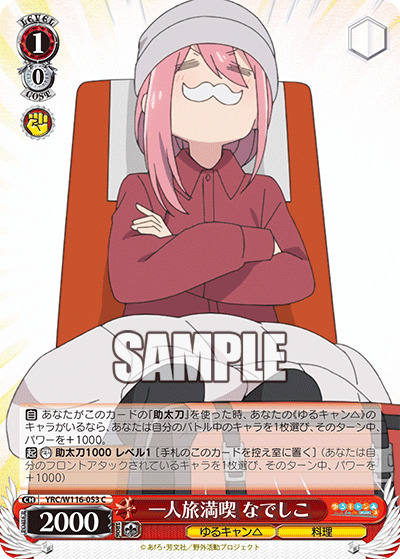 LEVEL
1
0
COST
SAMPLE
自 あなたがこのカードの「助太刀」を使った時、あなたの《ゆるキャン△》の
キャラがいるなら、あなたは自分のバトル中のキャラを1枚選び、そのターン中、
パワーを+1000。
起 助太刀1000 レベル1 [手札のこのカードを控え室に置く] (あなたは自
分のフロントアタックされているキャラを1枚選び、そのターン中、パワーを
+1000)
CH YRC/W116-053 C
2000
一人旅満喫 なでしこ
ゆるキャン△
料理
©あfろ・芳文社/野外活動プロジェクト